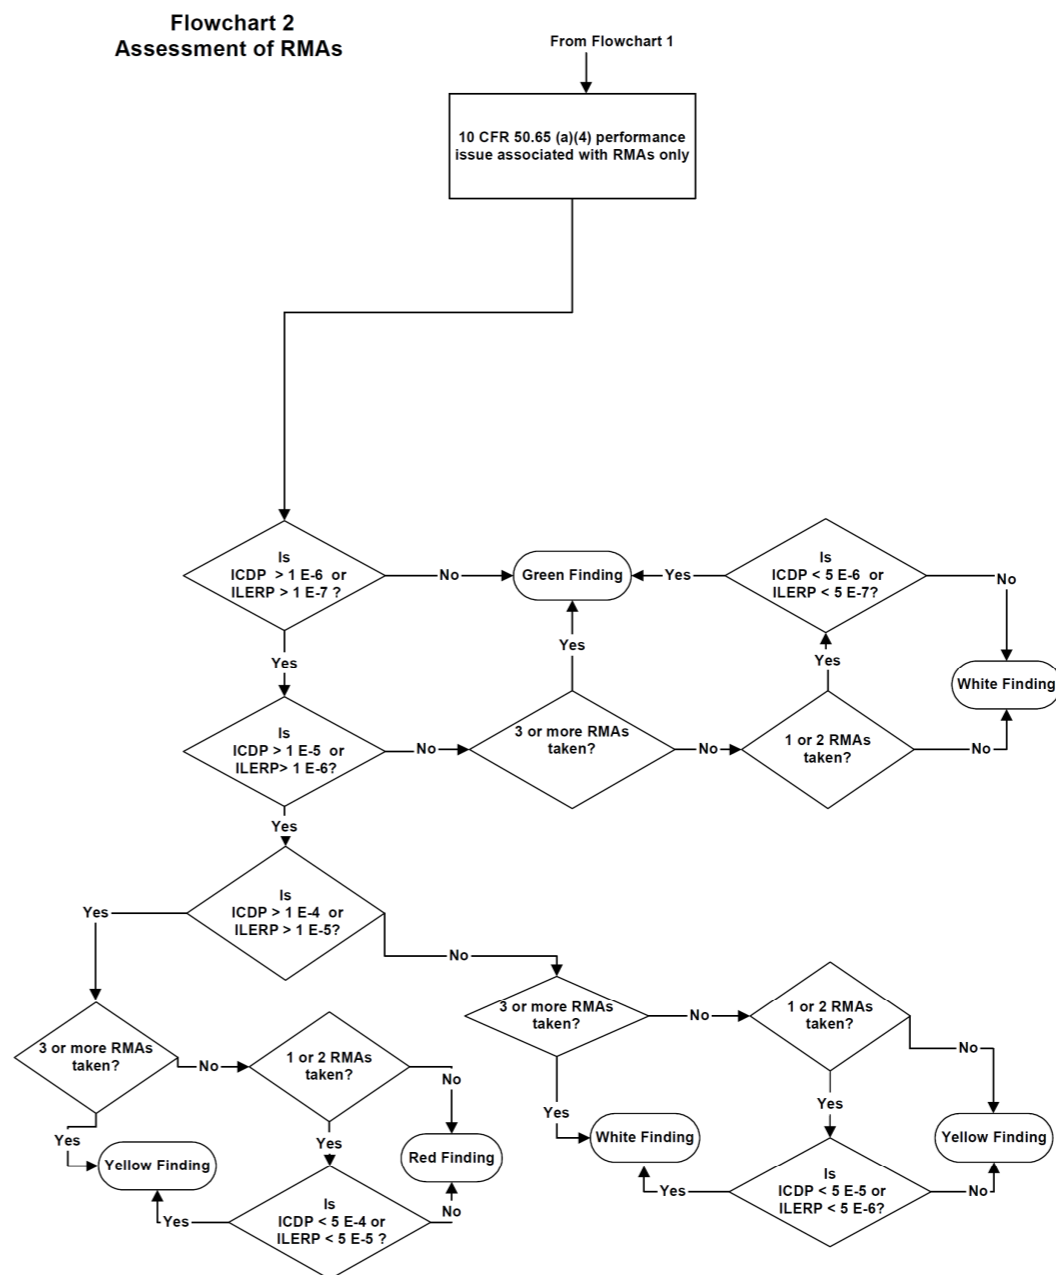 Flowchart 2
Assessment of RMAs
From Flowchart 1
10 CFR 50.65 (a)(4) performance
issue associated with RMAs only
Is
ICDP > 1 E-6 or
ILERP > 1 E-7 ?
No
Green Finding
Yes
Is
ICDP < 5 E-6 or
ILERP < 5 E-7?
No
Yes
Yes
Yes
White Finding
Is
ICDP > 1 E-5 or
ILERP> 1 E-6?
No
3 or more RMAs
taken?
No
1 or 2 RMAs
taken?
No
Yes
Is
ICDP > 1 E-4 or
ILERP > 1 E-5?
Yes
No
3 or more RMAs
taken?
No
1 or 2 RMAs
taken?
No
3 or more RMAs
taken?
No
1 or 2 RMAs
taken?
No
Yes
Yes
Yes
Yes
Yellow Finding
Red Finding
White Finding
Yellow Finding
Is
ICDP < 5 E-4 or
ILERP < 5 E-5 ?
Yes
No
Is
ICDP < 5 E-5 or
ILERP < 5 E-6?
Yes
No